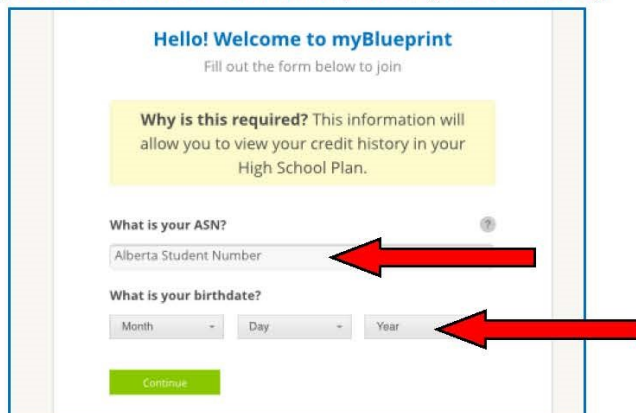 Hello! Welcome to myBlueprint
Fill out the form below to join
Why is this required? This information will
allow you to view your credit history in your
High School Plan.
What is your ASN? ?
Alberta Student Number
What is your birthdate?
Month Day Year
Continue